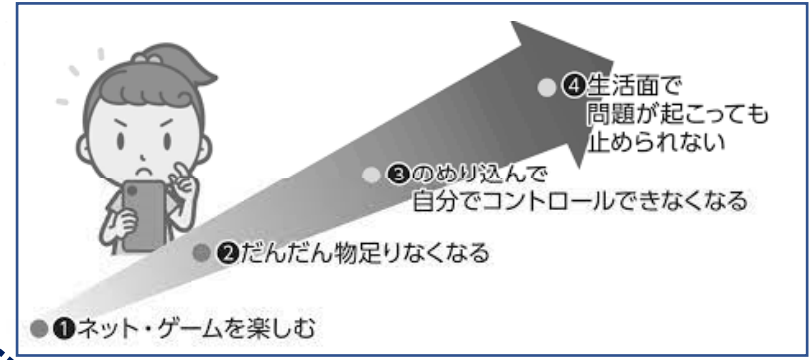 ❹生活面で
問題が起こっても
止められない
❸のめり込んで
自分でコントロールできなくなる
❷だんだん物足りなくなる
❶ネット・ゲームを楽しむ